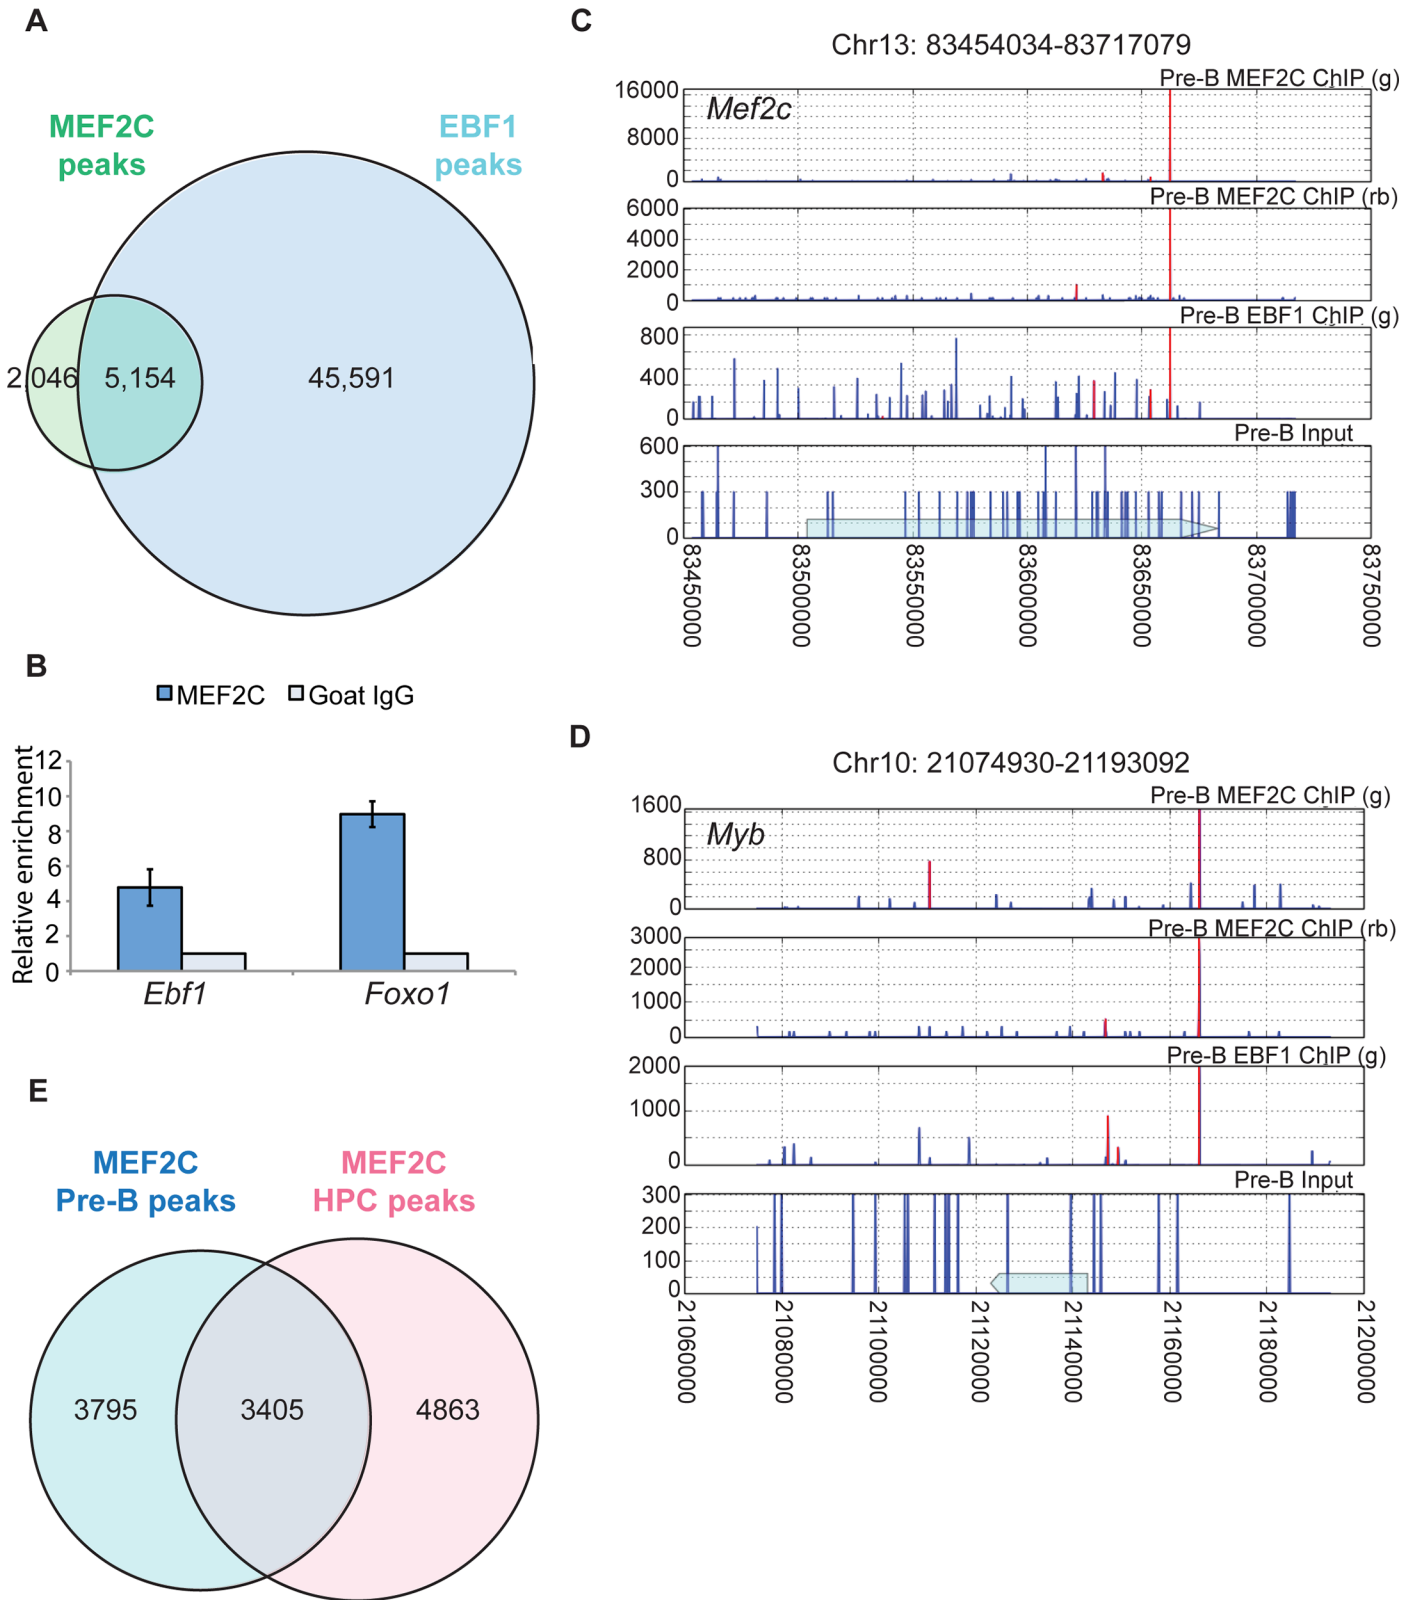 A
MEF2C
peaks
EBF1
peaks
2,046
5,154
45,591
B
MEF2C
Goat IgG
Relative enrichment
12
10
8
6
4
2
0
Ebf1
Foxo1
E
MEF2C
Pre-B peaks
MEF2C
HPC peaks
3795
3405
4863
C
Chr13: 83454034-83717079
Pre-B MEF2C ChIP (g)
16000
8000
0
Mef2c
Pre-B MEF2C ChIP (rb)
6000
4000
2000
0
Pre-B EBF1 ChIP (g)
800
400
0
Pre-B Input
600
300
0
83450000
83500000
83550000
83600000
83650000
83700000
83750000
D
Chr10: 21074930-21193092
Pre-B MEF2C ChIP (g)
1600
800
0
Myb
Pre-B MEF2C ChIP (rb)
3000
2000
1000
0
Pre-B EBF1 ChIP (g)
2000
1000
0
Pre-B Input
300
200
100
0
21060000
21080000
21100000
21120000
21140000
21160000
21180000
21200000